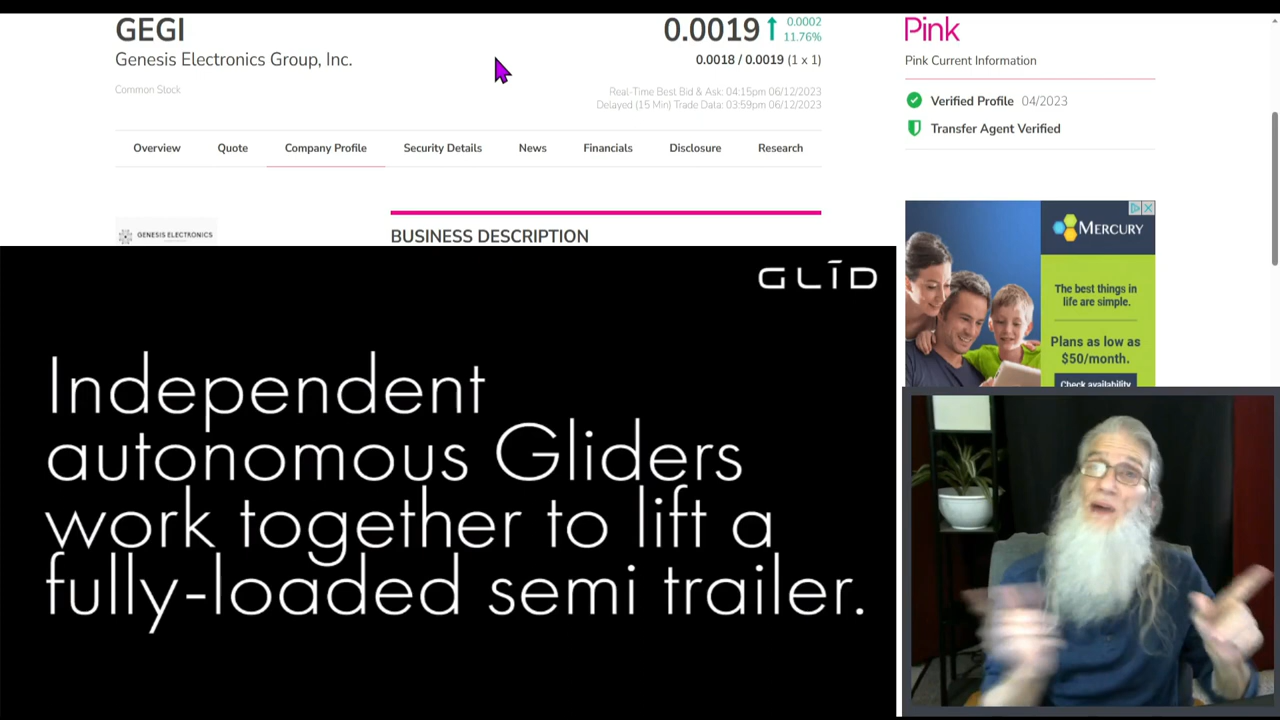 GEGI
Genesis Electronics Group, Inc.
Common Stock
0.0019
0.0002
11.76%
0.0018 / 0.0019 (1 x 1)
Real-Time Best Bid & Ask: 04:15pm 06/12/2023
Delayed (15 Min) Trade Data: 03:59pm 06/12/2023
Pink
Pink Current Information
Verified Profile 04/2023
Transfer Agent Verified
Overview Quote Company Profile Security Details News Financials Disclosure Research
GENESIS ELECTRONICS
BUSINESS DESCRIPTION
MERCURY
The best things in
life are simple.
Plans as low as
$50/month.
Check availability
GLĪD
Independent
autonomous Gliders
work together to lift a
fully-loaded semi trailer.